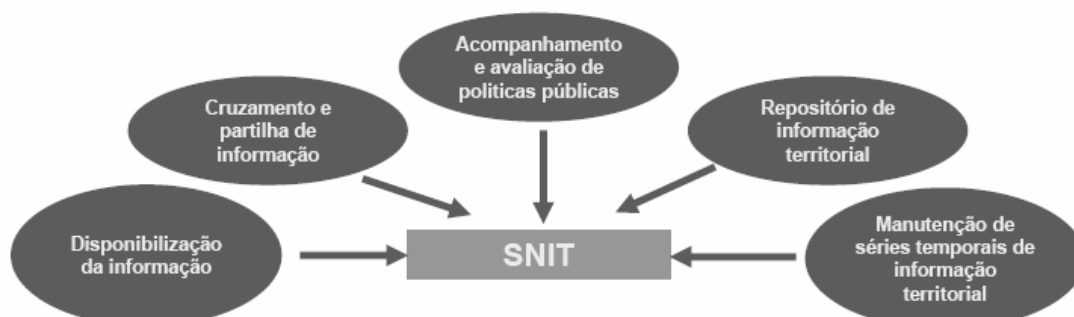 Acompanhamento
e avaliação de
politicas públicas
Cruzamento e
partilha de
informação
Repositório de
informação
territorial
Disponibilização
da informação
SNIT
Manutenção de
séries temporais de
informação
territorial